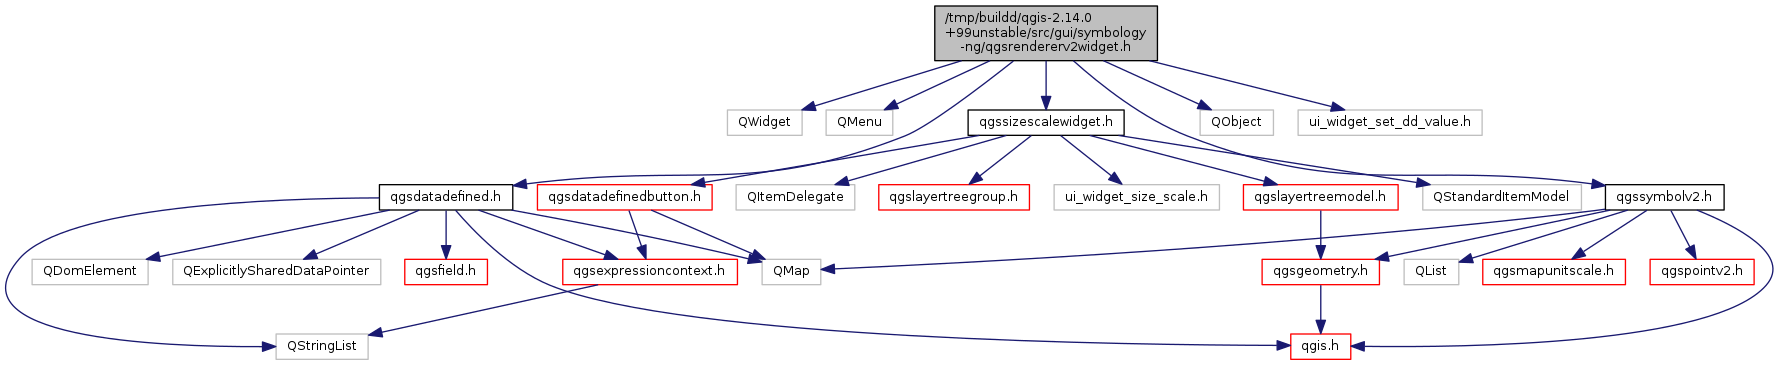 /tmp/buildd/qgis-2.14.0
+99unstable/src/gui/symbology
-ng/qgsrendererv2widget.h
QWidget
QMenu
qgssizescalewidget.h
QObject
ui_widget_set_dd_value.h
qgsdatadefined.h
qgsdatadefinedbutton.h
QItemDelegate
qgslayertreegroup.h
ui_widget_size_scale.h
qgslayertreemodel.h
QStandardItemModel
qgssymbolv2.h
QDomElement
QExplicitlySharedDataPointer
qgsfield.h
qgsexpressioncontext.h
QMap
qgsgeometry.h
QList
qgsmapunitscale.h
qgspointv2.h
QStringList
qgis.h